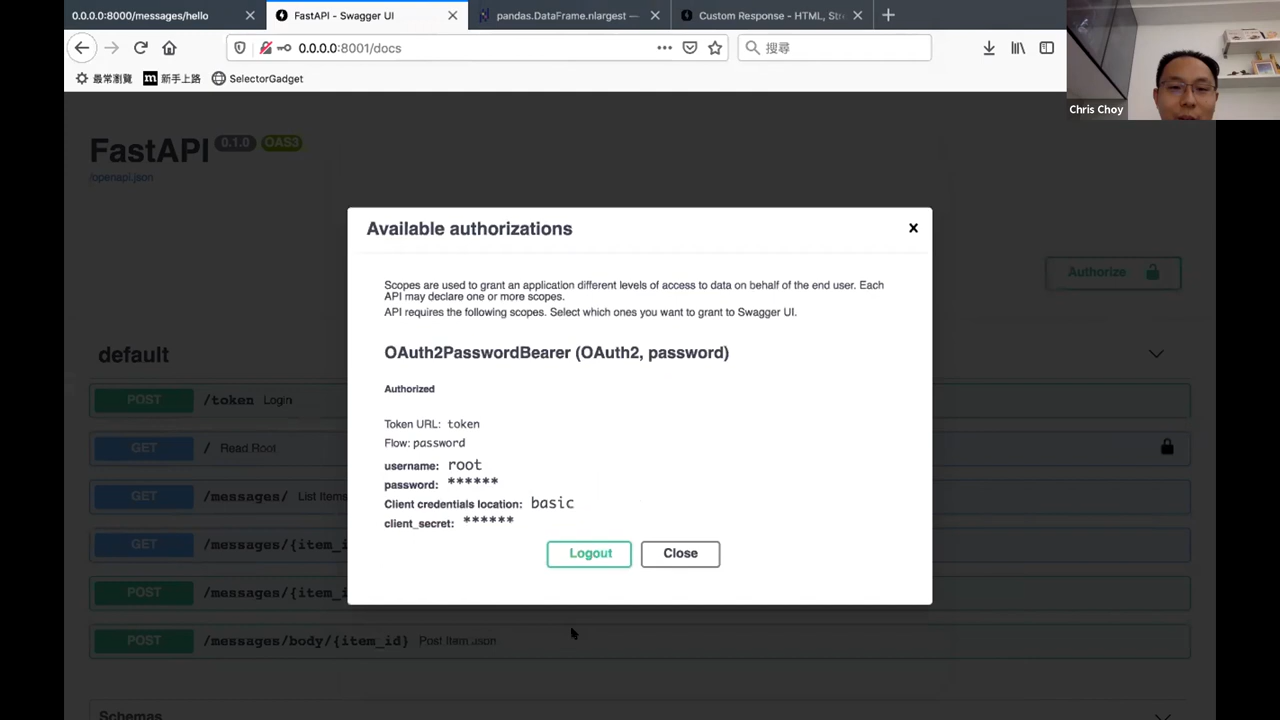 0.0.0.0:8000/messages/hello
FastAPI - Swagger UI
pandas.DataFrame.nlargest —
Custom Response - HTML, Str
0.0.0.0:8001/docs
搜尋
最常瀏覽
新手上路
SelectorGadget
Chris Choy
FastAPI 0.1.0 OAS3
/openapi.json
Available authorizations
Scopes are used to grant an application different levels of access to data on behalf of the end user. Each
API may declare one or more scopes.
API requires the following scopes. Select which ones you want to grant to Swagger UI.
Authorize
OAuth2PasswordBearer (OAuth2, password)
Authorized
Token URL: token
Flow: password
username: root
password: ******
Client credentials location: basic
client_secret: ******
Logout
Close
default
POST /token Login
GET / Read Root
GET /messages/ List Items
GET /messages/{item_i
POST /messages/{item_i
POST /messages/body/{item_id} Post Item Json
Schemas